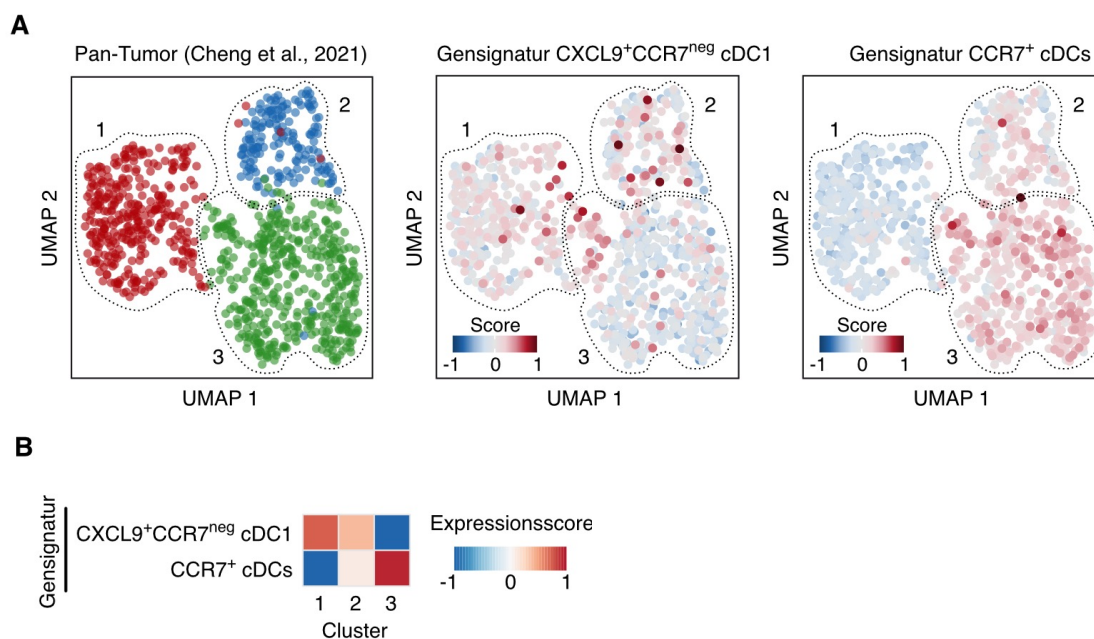 A
Pan-Tumor (Cheng et al., 2021)
Gensignatur CXCL9⁺CCR7ⁿᵉᵍ cDC1
Gensignatur CCR7⁺ cDCs
1
2
3
UMAP 2
UMAP 1
1
2
3
Score
-1 0 1
UMAP 2
UMAP 1
1
2
3
Score
-1 0 1
UMAP 2
UMAP 1
B
Gensignatur
CXCL9⁺CCR7ⁿᵉᵍ cDC1
CCR7⁺ cDCs
1 2 3
Cluster
Expressionsscore
-1 0 1